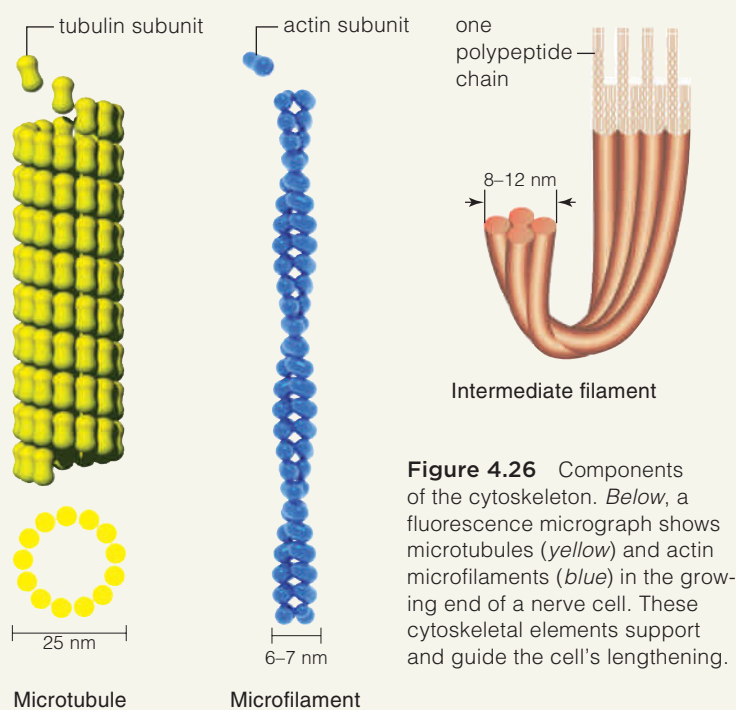 tubulin subunit
actin subunit
one
polypeptide
chain
8–12 nm
Intermediate filament
Figure 4.26 Components
of the cytoskeleton. Below, a
fluorescence micrograph shows
microtubules (yellow) and actin
microfilaments (blue) in the grow-
ing end of a nerve cell. These
cytoskeletal elements support
and guide the cell's lengthening.
25 nm
6–7 nm
Microtubule
Microfilament